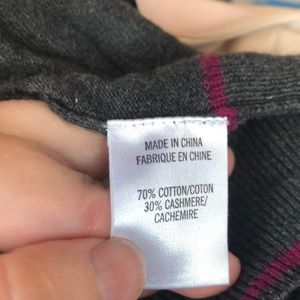 MADE IN CHINA
FABRIQUE EN CHINE
70% COTTON/COTON
30% CASHMERE/
CACHEMIRE